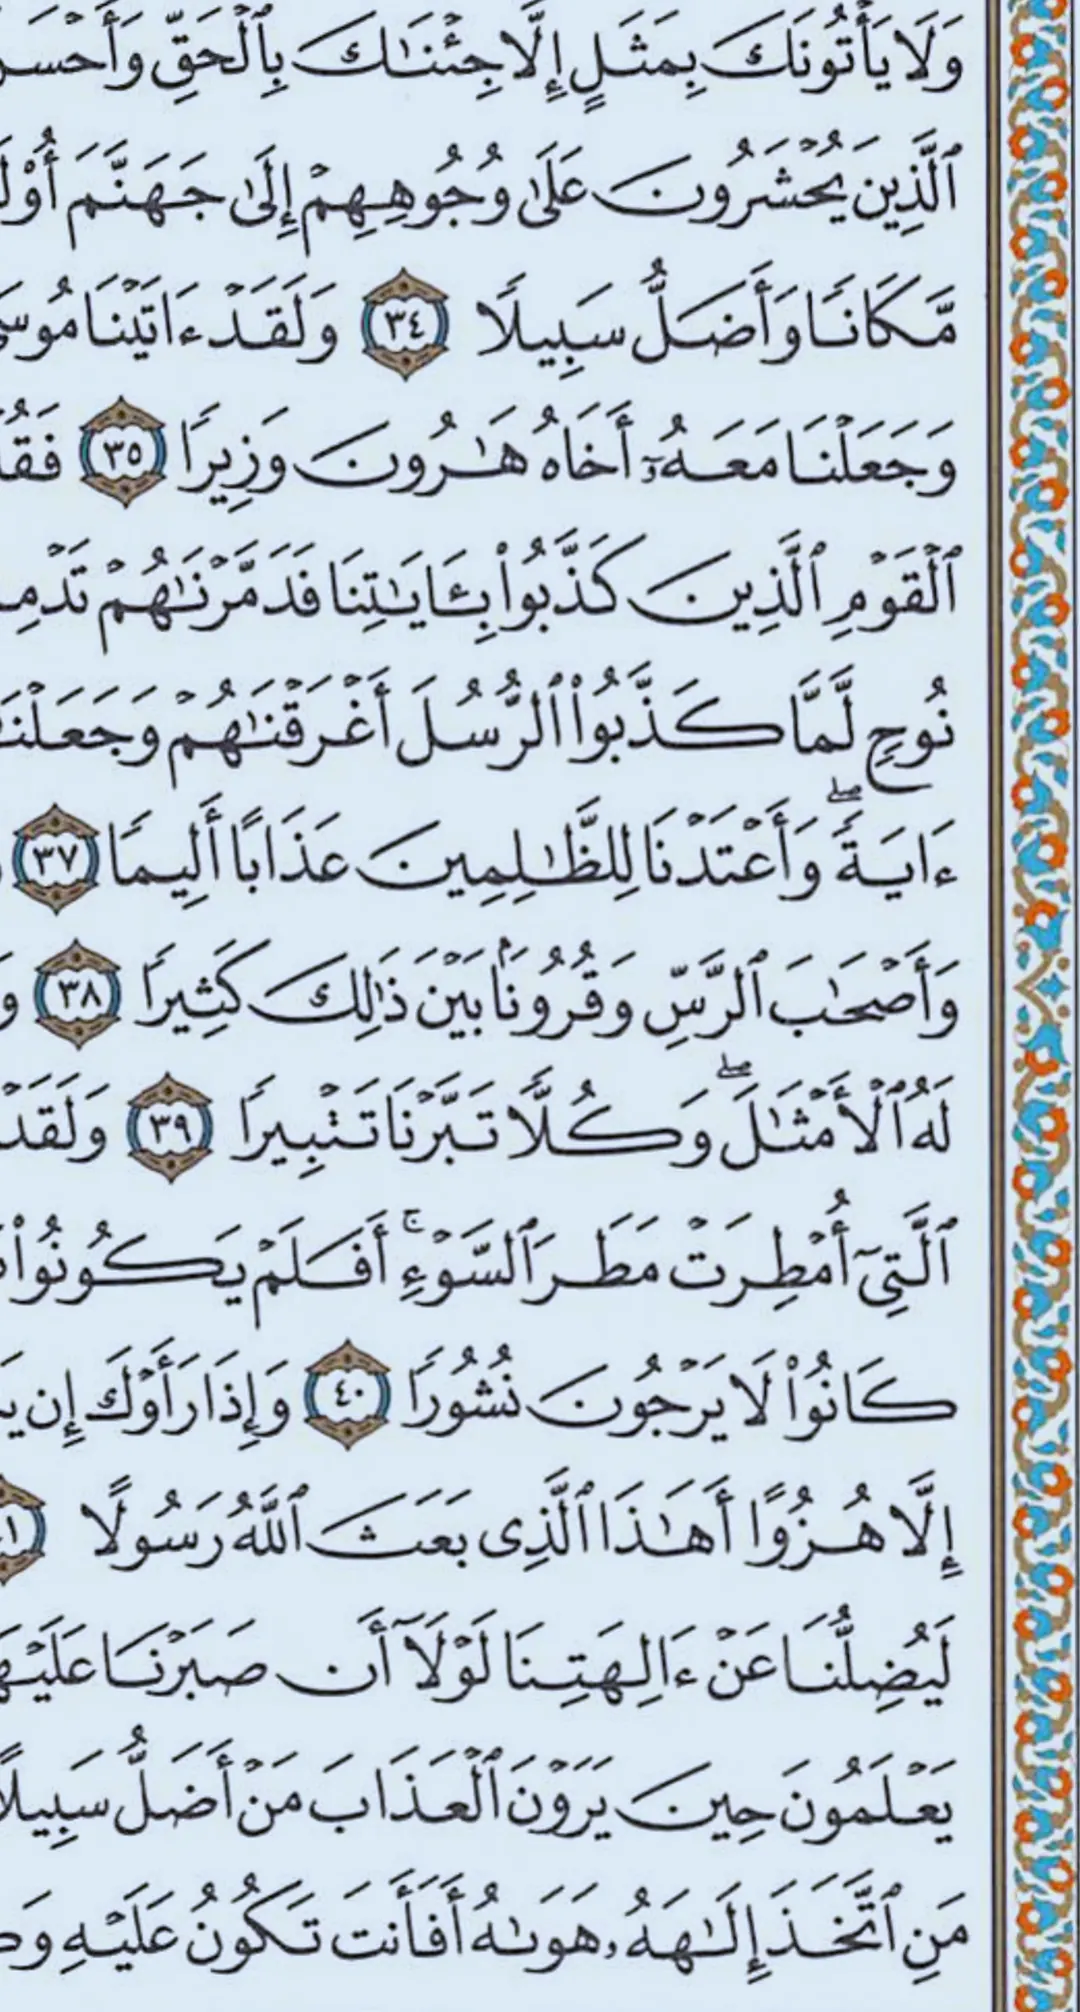 وَلَا يَأْتُونَكَ بِمَثَلٍ إِلَّا جِئْنَٰكَ بِٱلْحَقِّ وَأَحْسَـ
ٱلَّذِينَ يُحْشَرُونَ عَلَىٰ وُجُوهِهِمْ إِلَىٰ جَهَنَّمَ أُوْلَـ
مَّكَانًا وَأَضَلُّ سَبِيلًا ٣٤ وَلَقَدْ ءَاتَيْنَا مُوسَى
وَجَعَلْنَا مَعَهُۥٓ أَخَاهُ هَٰرُونَ وَزِيرًا ٣٥ فَقُـ
ٱلْقَوْمِ ٱلَّذِينَ كَذَّبُوا۟ بِـَٔايَٰتِنَا فَدَمَّرْنَٰهُمْ تَدْمِـ
نُوحٍ لَّمَّا كَذَّبُوا۟ ٱلرُّسُلَ أَغْرَقْنَٰهُمْ وَجَعَلْنَـ
ءَايَةًۖ وَأَعْتَدْنَا لِلظَّٰلِمِينَ عَذَابًا أَلِيمًا ٣٧
وَأَصْحَٰبَ ٱلرَّسِّ وَقُرُونًۢا بَيْنَ ذَٰلِكَ كَثِيرًا ٣٨ وَ
لَهُ ٱلْأَمْثَٰلَۖ وَكُلًّا تَبَّرْنَا تَتْبِيرًا ٣٩ وَلَقَدْ
ٱلَّتِىٓ أُمْطِرَتْ مَطَرَ ٱلسَّوْءِۚ أَفَلَمْ يَكُونُوا۟
كَانُوا۟ لَا يَرْجُونَ نُشُورًا ٤٠ وَإِذَا رَأَوْكَ إِن يَـ
إِلَّا هُزُوًا أَهَٰذَا ٱلَّذِى بَعَثَ ٱللَّهُ رَسُولًا ٤١
لَيُضِلُّنَا عَنْ ءَالِهَتِنَا لَوْلَآ أَن صَبَرْنَا عَلَيْهَـ
يَعْلَمُونَ حِينَ يَرَوْنَ ٱلْعَذَابَ مَنْ أَضَلُّ سَبِيلًا
مَنِ ٱتَّخَذَ إِلَٰهَهُۥ هَوَىٰهُ أَفَأَنتَ تَكُونُ عَلَيْهِ وَكـ